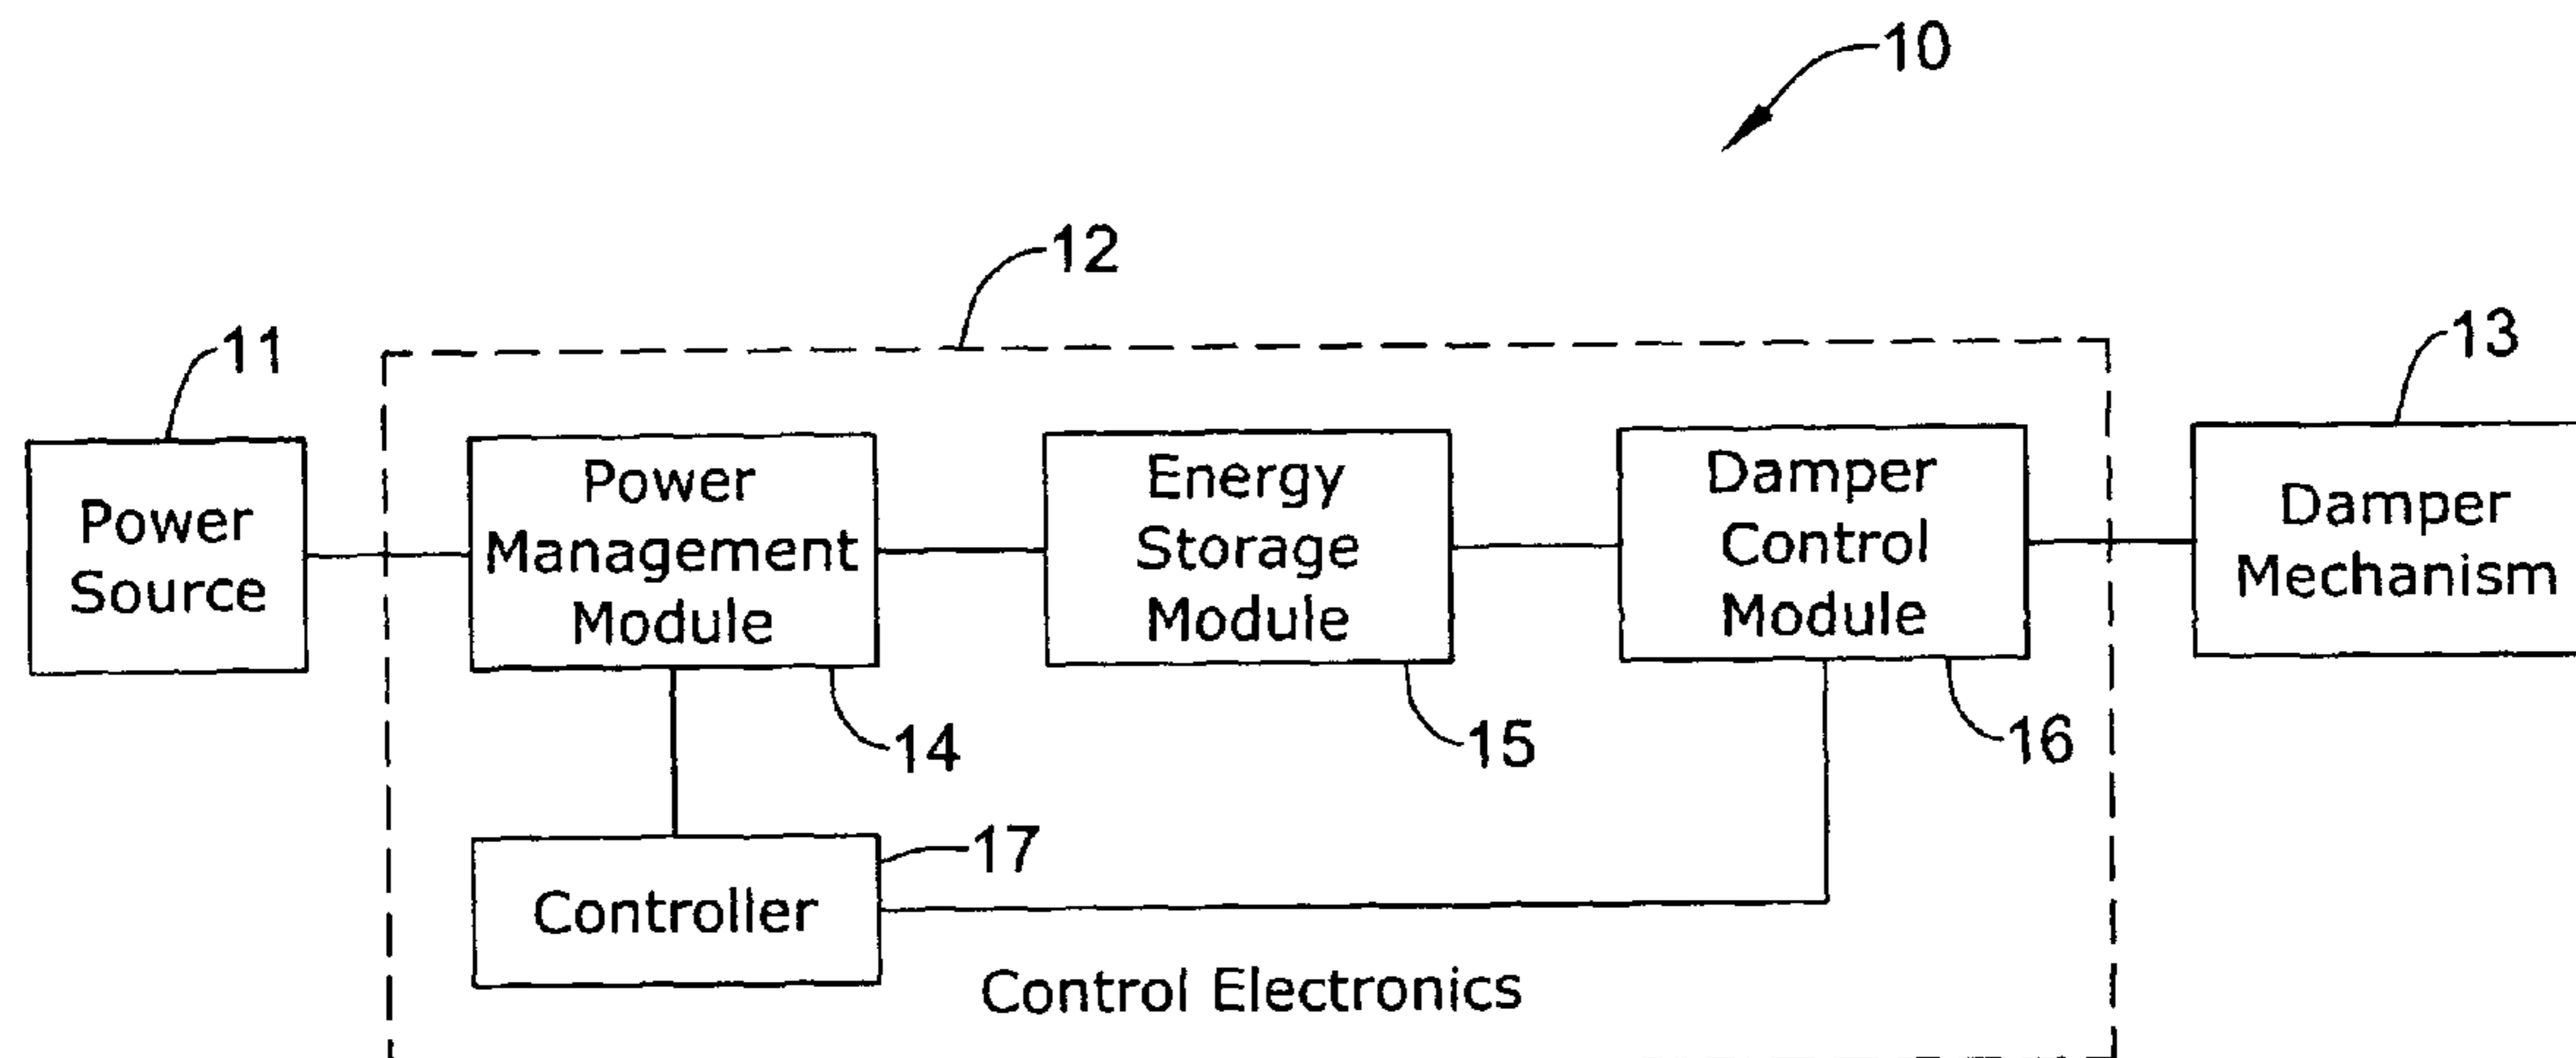 10
12
11
13
Power
Source
Power
Management
Module
Energy
Storage
Module
Damper
Control
Module
Damper
Mechanism
14
15
16
17
Controller
Control Electronics